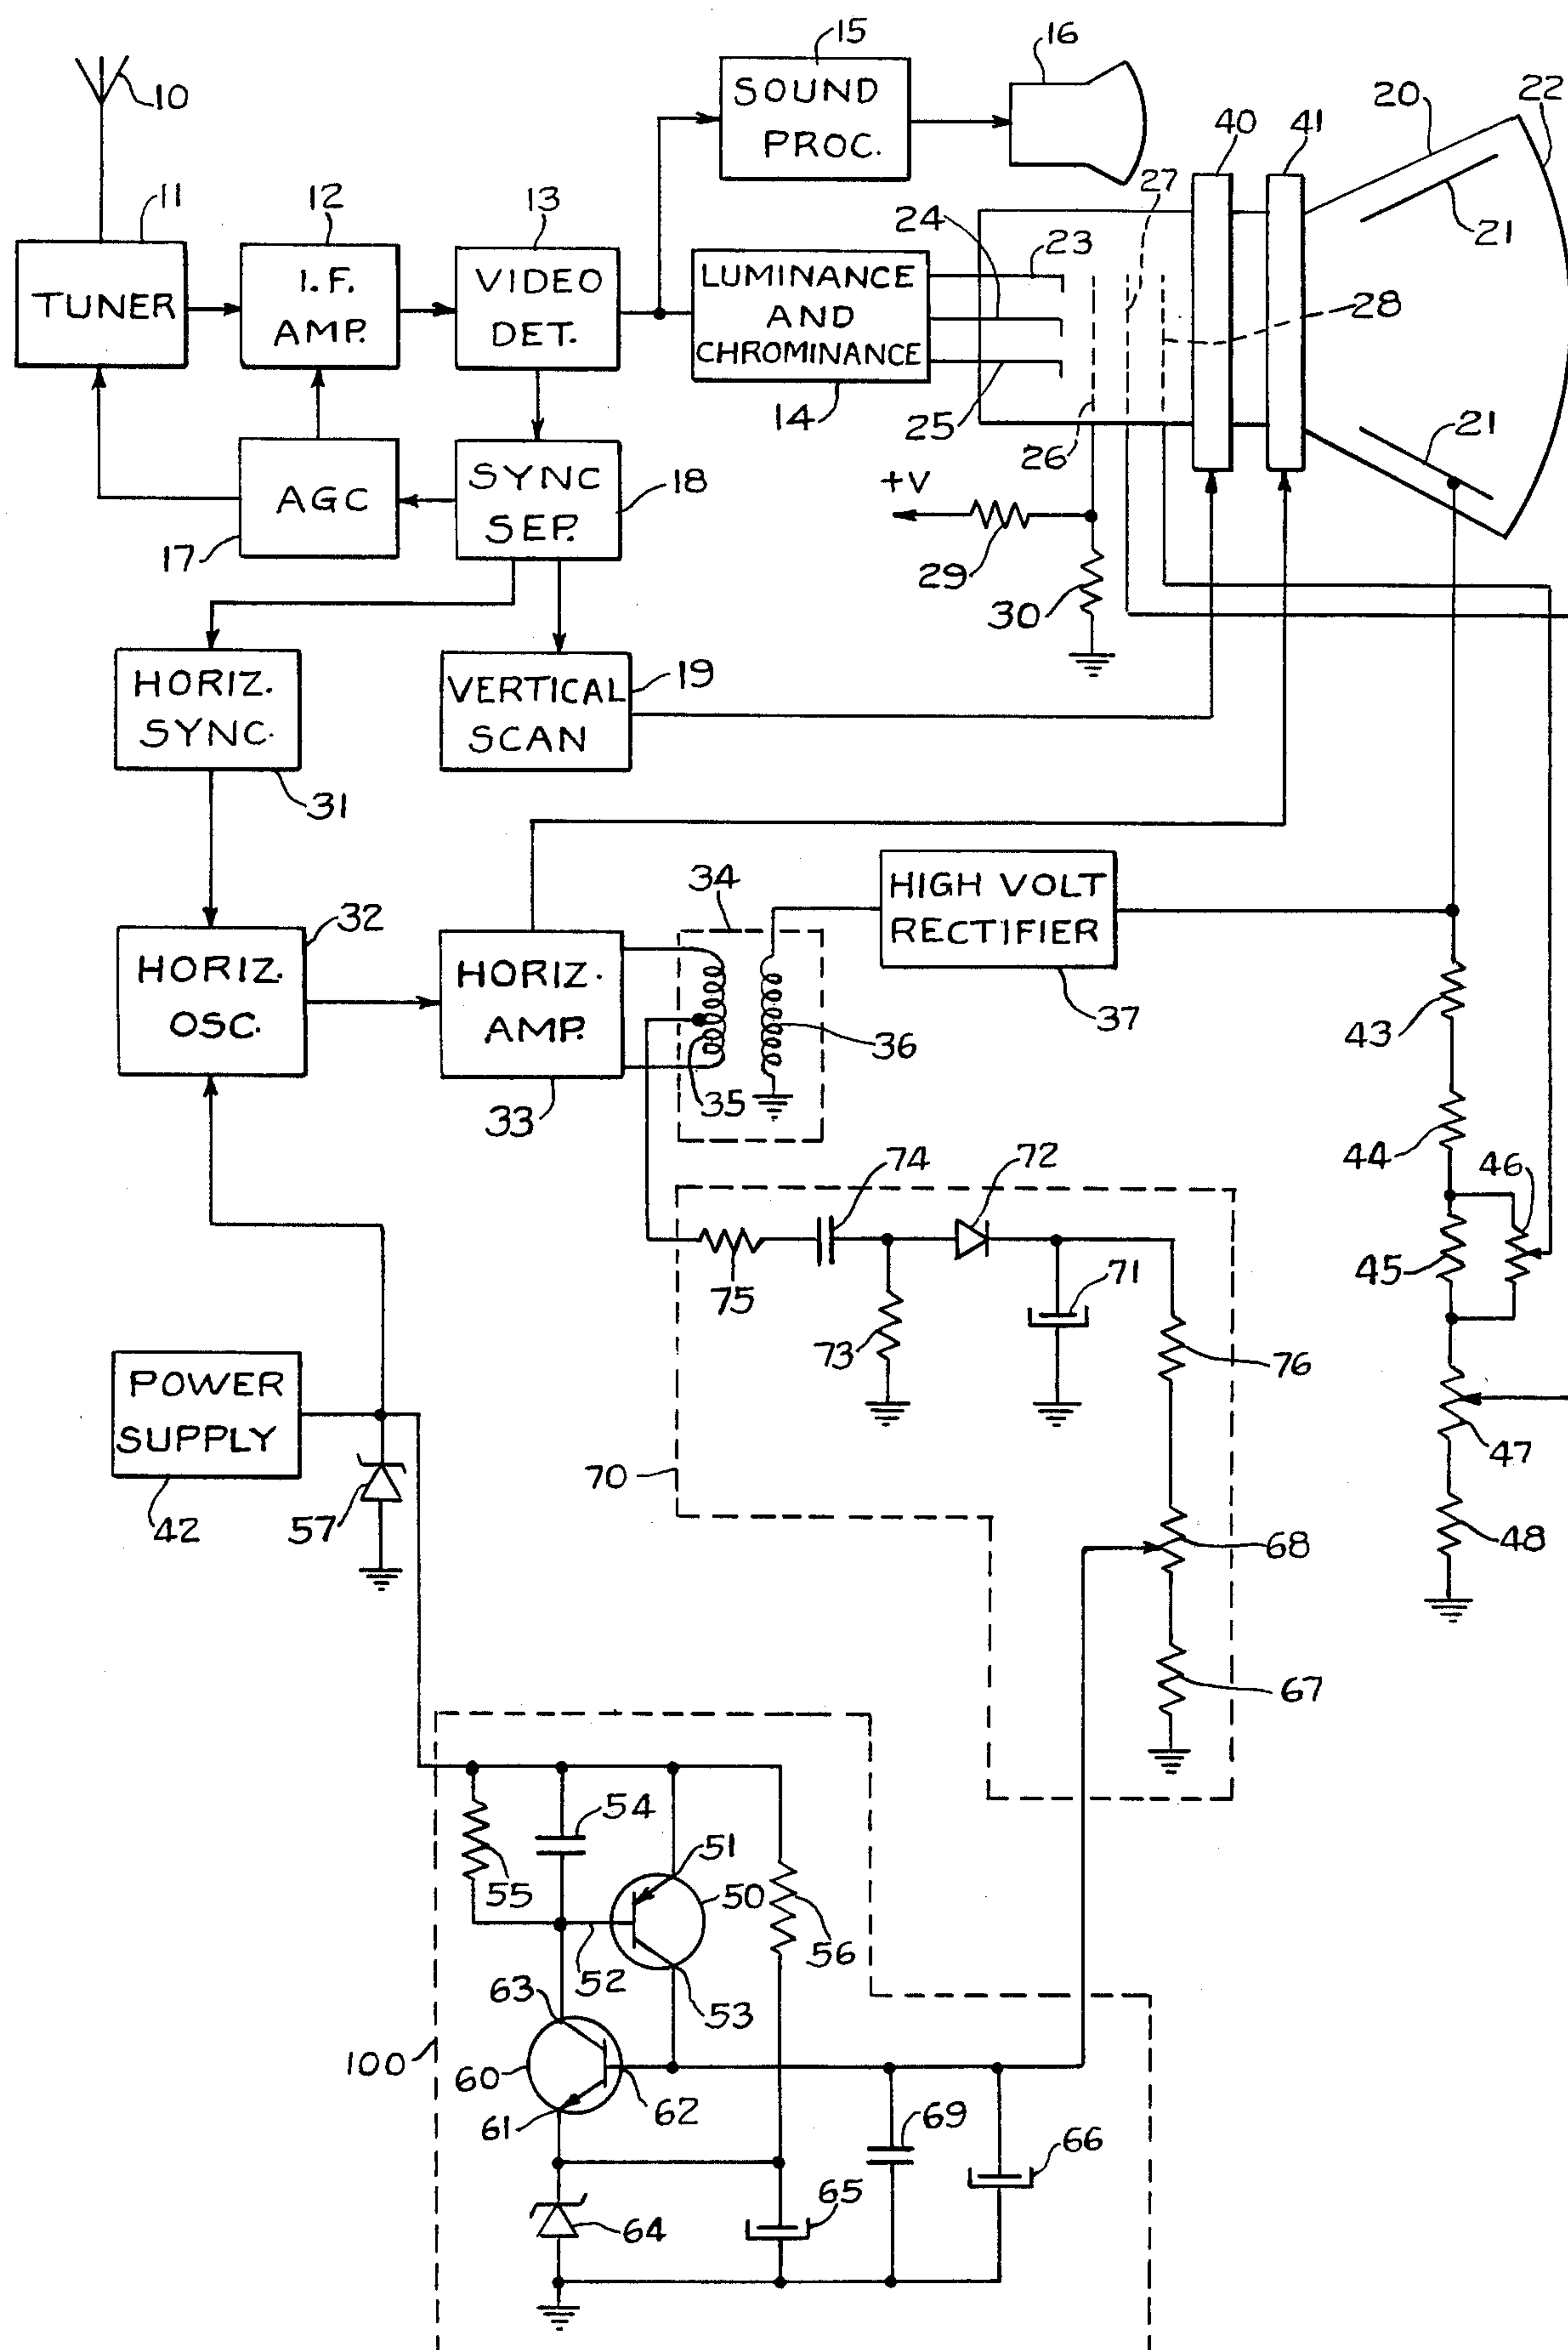 10
11
TUNER
12
I.F.
AMP.
13
VIDEO
DET.
15
SOUND
PROC.
16
LUMINANCE
AND
CHROMINANCE
14
24
23
25
26
27
28
40
41
20
22
21
21
AGC
17
SYNC
SEP.
18
+V
29
30
HORIZ.
SYNC.
31
VERTICAL
SCAN
19
HORIZ.
OSC.
32
HORIZ.
AMP.
33
34
35
36
HIGH VOLT
RECTIFIER
37
43
44
45
46
47
48
74
72
75
73
71
76
70
68
67
POWER
SUPPLY
42
57
54
55
51
50
52
53
56
63
100
60
61
62
69
66
65
64